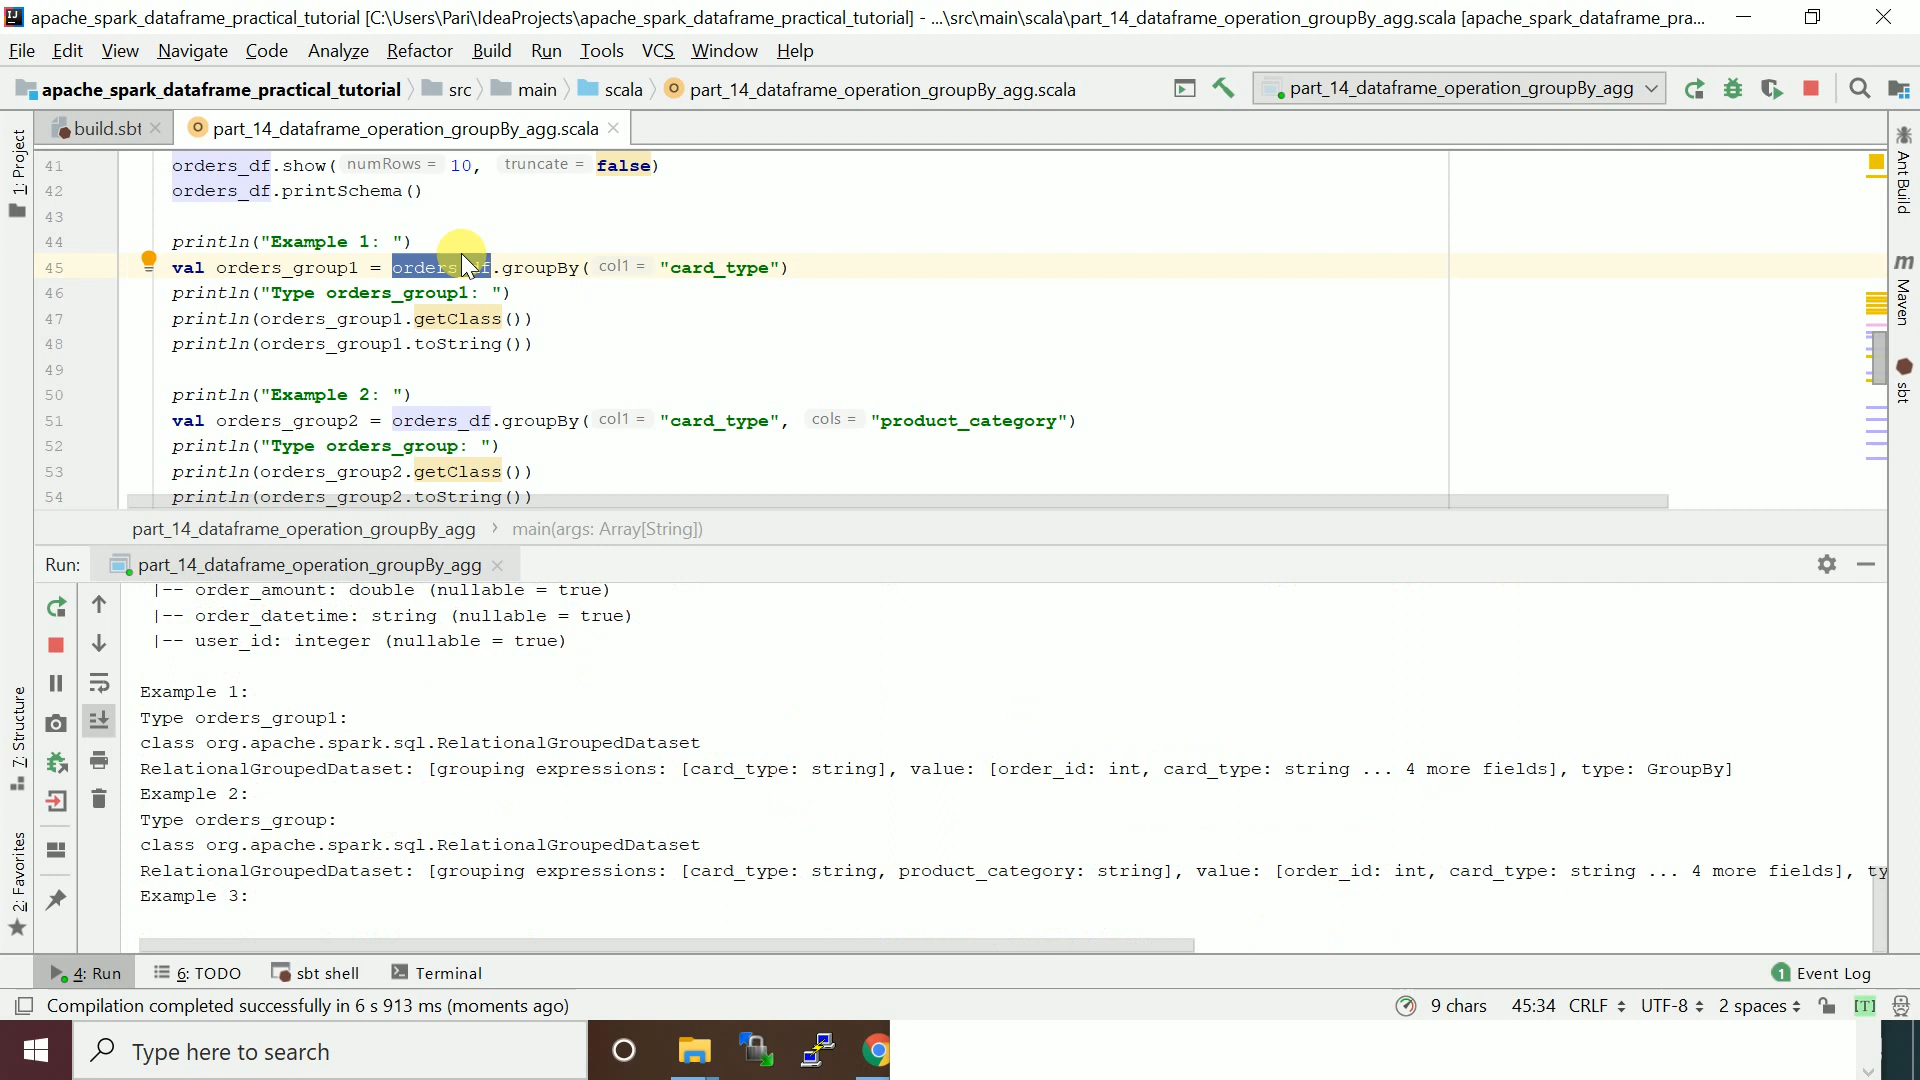 apache_spark_dataframe_practical_tutorial [C:\Users\Pari\IdeaProjects\apache_spark_dataframe_practical_tutorial] - ...\src\main\scala\part_14_dataframe_operation_groupBy_agg.scala [apache_spark_dataframe_pra...
File Edit View Navigate Code Analyze Refactor Build Run Tools VCS Window Help
apache_spark_dataframe_practical_tutorial src main scala part_14_dataframe_operation_groupBy_agg.scala part_14_dataframe_operation_groupBy_agg
build.sbt part_14_dataframe_operation_groupBy_agg.scala
1: Project
7: Structure
2: Favorites
Ant Build
Maven
sbt
41 orders_df.show( numRows = 10, truncate = false)
42 orders_df.printSchema()
43
44 println("Example 1: ")
45 val orders_group1 = orders_df.groupBy( col1 = "card_type")
46 println("Type orders_group1: ")
47 println(orders_group1.getClass())
48 println(orders_group1.toString())
49
50 println("Example 2: ")
51 val orders_group2 = orders_df.groupBy( col1 = "card_type", cols = "product_category")
52 println("Type orders_group: ")
53 println(orders_group2.getClass())
54 println(orders_group2.toString())
part_14_dataframe_operation_groupBy_agg main(args: Array[String])
Run: part_14_dataframe_operation_groupBy_agg
|-- order_amount: double (nullable = true)
|-- order_datetime: string (nullable = true)
|-- user_id: integer (nullable = true)
Example 1:
Type orders_group1:
class org.apache.spark.sql.RelationalGroupedDataset
RelationalGroupedDataset: [grouping expressions: [card_type: string], value: [order_id: int, card_type: string ... 4 more fields], type: GroupBy]
Example 2:
Type orders_group:
class org.apache.spark.sql.RelationalGroupedDataset
RelationalGroupedDataset: [grouping expressions: [card_type: string, product_category: string], value: [order_id: int, card_type: string ... 4 more fields], ty
Example 3:
4: Run 6: TODO sbt shell Terminal 1 Event Log
Compilation completed successfully in 6 s 913 ms (moments ago) 9 chars 45:34 CRLF UTF-8 2 spaces [T]
Type here to search